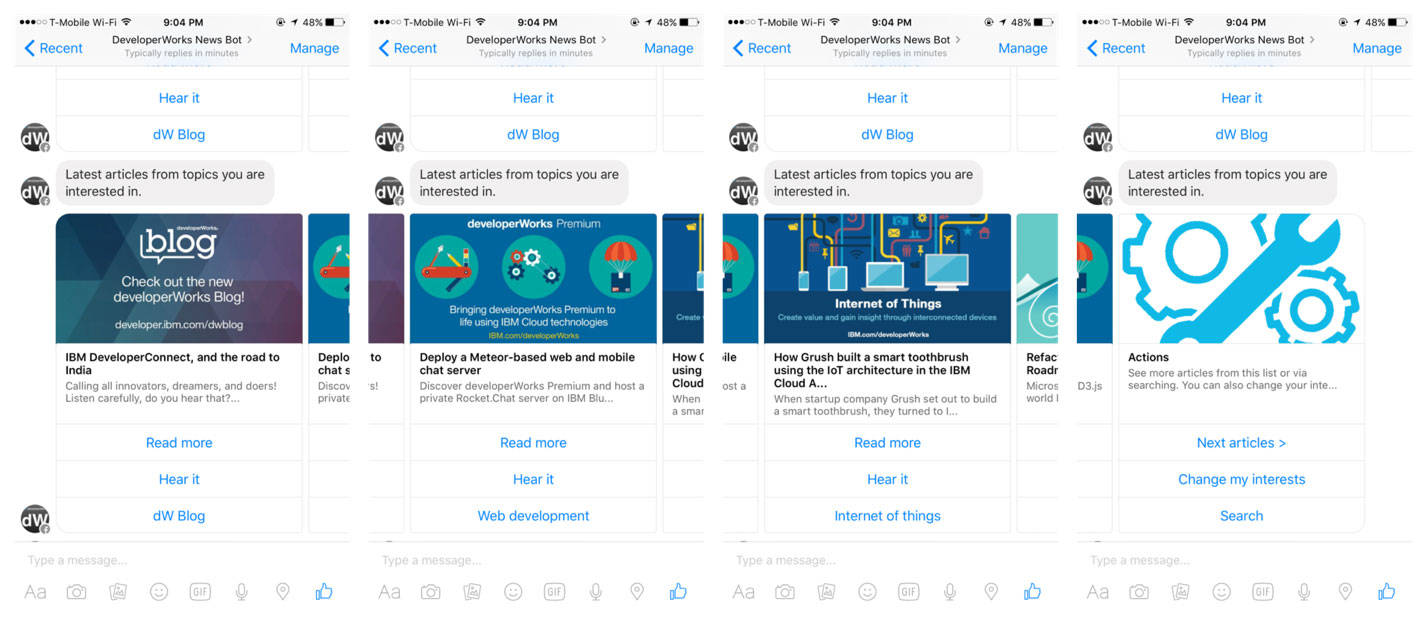 T-Mobile Wi-Fi 9:04 PM 48%
Recent
DeveloperWorks News Bot >
Typically replies in minutes
Manage
Hear it
dW Blog
dW
Latest articles from topics you are
interested in.
dW
developerWorks.
blog
Check out the new
developerWorks Blog!
developer.ibm.com/dwblog
IBM DeveloperConnect, and the road to
India
Calling all innovators, dreamers, and doers!
Listen carefully, do you hear that?...
Deplo
chat s
Discov
private
Read more
Hear it
dW Blog
dW
Type a message...
Aa
GIF
T-Mobile Wi-Fi 9:04 PM 48%
Recent
DeveloperWorks News Bot >
Typically replies in minutes
Manage
Hear it
dW Blog
dW
Latest articles from topics you are
interested in.
dW
to
rs!
developerWorks Premium
Bringing developerWorks Premium to
life using IBM Cloud technologies
IBM.com/developerWorks
Deploy a Meteor-based web and mobile
chat server
Discover developerWorks Premium and host a
private Rocket.Chat server on IBM Blu...
Create v
How G
using
Cloud
When
a smar
Read more
Hear it
Web development
Type a message...
Aa
GIF
T-Mobile Wi-Fi 9:04 PM 48%
Recent
DeveloperWorks News Bot >
Typically replies in minutes
Manage
Hear it
dW Blog
dW
Latest articles from topics you are
interested in.
dW
ile
ost a
Internet of Things
Create value and gain insight through interconnected devices
IBM.com/developerWorks
How Grush built a smart toothbrush
using the IoT architecture in the IBM
Cloud A...
When startup company Grush set out to build
a smart toothbrush, they turned to I...
Refac
Roadr
Micros
world I
Read more
Hear it
Internet of things
Type a message...
Aa
GIF
T-Mobile Wi-Fi 9:04 PM 48%
Recent
DeveloperWorks News Bot >
Typically replies in minutes
Manage
Hear it
dW Blog
dW
Latest articles from topics you are
interested in.
dW
D3.js
Actions
See more articles from this list or via
searching. You can also change your inte...
Next articles >
Change my interests
Search
Type a message...
Aa
GIF